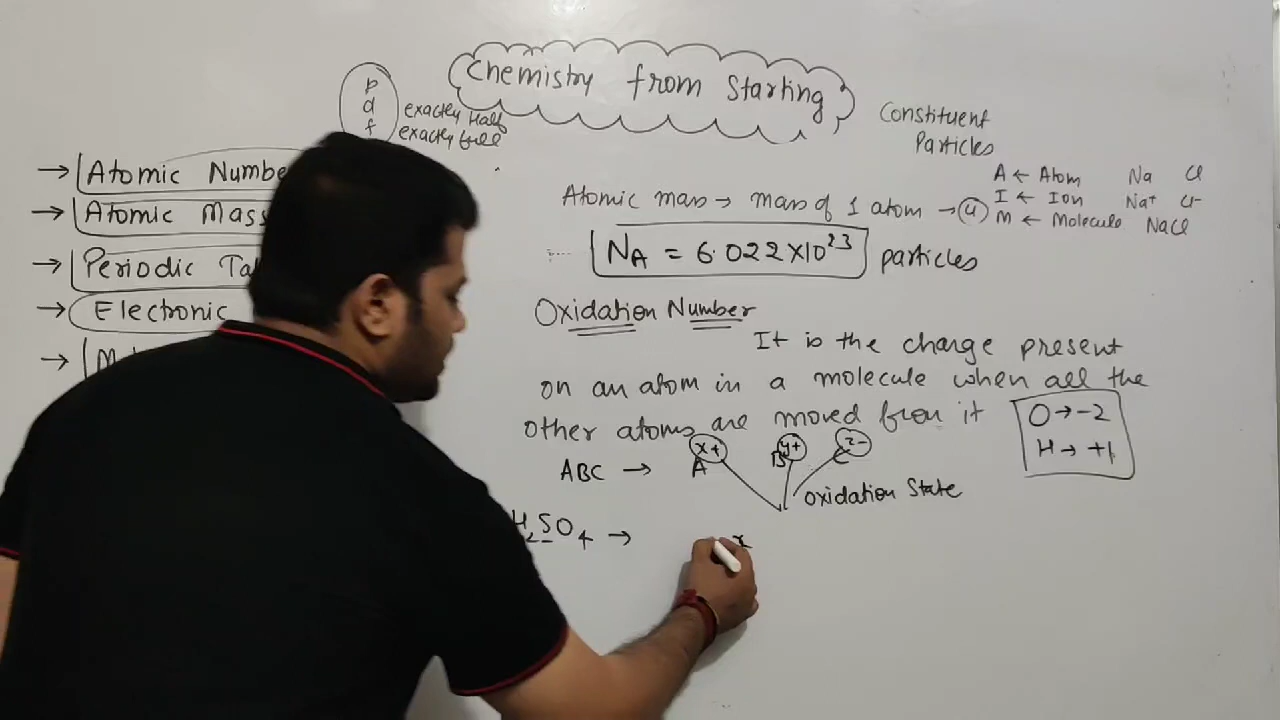 Chemistry from Starting
p
d
f
exactly Half
exactly full
Constituent
Particles
→ Atomic Numbe
→ Atomic Mass
→ Periodic Ta
→ Electronic
→ M
A ← Atom Na Cl
I ← Ion Na⁺ Cl⁻
M ← Molecule NaCl
Atomic mass → mass of 1 atom → (u)
N_A = 6.022×10²³ particles
Oxidation Number
It is the charge present
on an atom in a molecule when all the
other atoms are moved from it
O → -2
H → +1
ABC → A x+ B y+ C z-
Oxidation State
H₂SO₄ → x